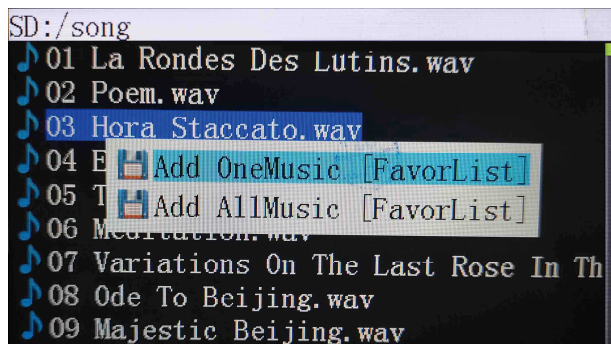 SD:/song
01 La Rondes Des Lutins.wav
02 Poem.wav
03 Hora Staccato.wav
04 E
Add OneMusic [FavorList]
05 T
Add AllMusic [FavorList]
06 Meditation.wav
07 Variations On The Last Rose In Th
08 Ode To Beijing.wav
09 Majestic Beijing.wav